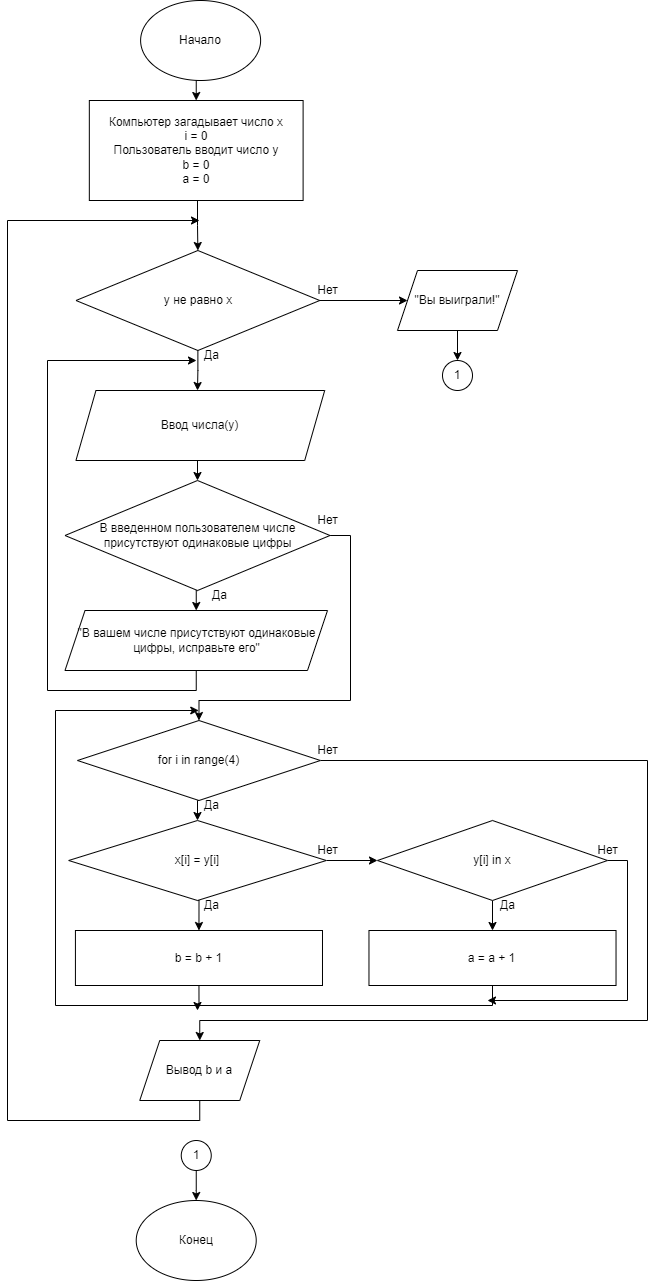 Начало
Компьютер загадывает число x
i = 0
Пользователь вводит число y
b = 0
a = 0
y не равно x
Нет
"Вы выиграли!"
1
Да
Ввод числа(y)
В введенном пользователем числе
присутствуют одинаковые цифры
Нет
Да
"В вашем числе присутствуют одинаковые
цифры, исправьте его"
for i in range(4)
Нет
Да
x[i] = y[i]
Нет
y[i] in x
Нет
Да
Да
b = b + 1
a = a + 1
Вывод b и a
1
Конец